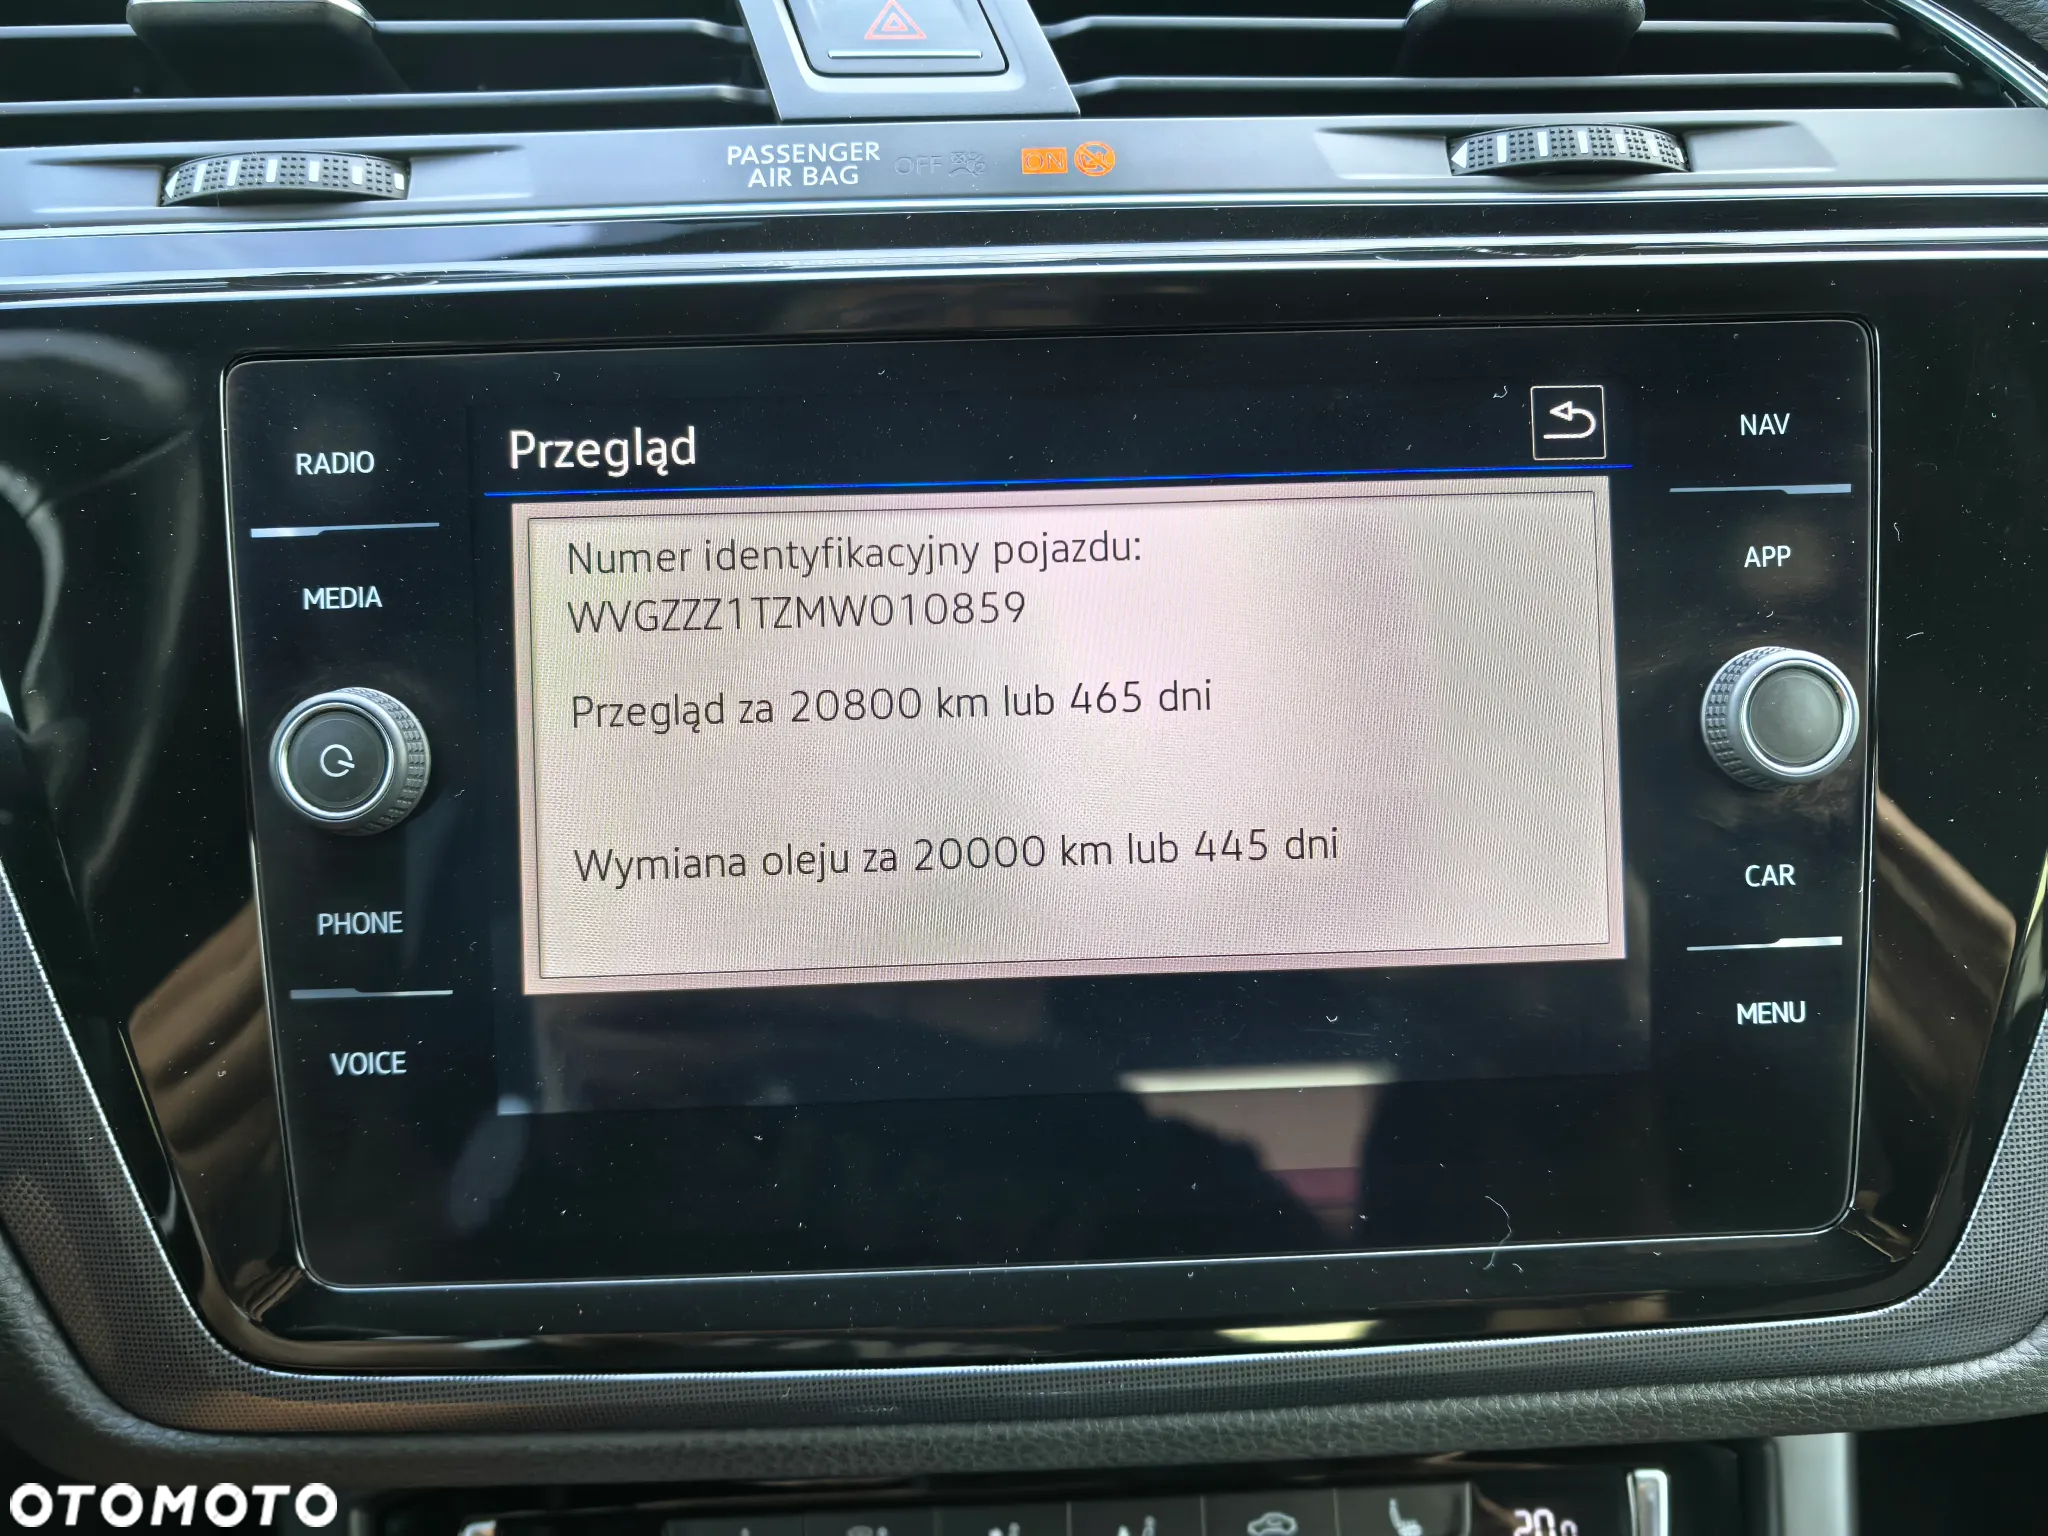 PASSENGER
AIR BAG
OFF
ON
RADIO
MEDIA
PHONE
VOICE
Przegląd
Numer identyfikacyjny pojazdu:
WVGZZZ1TZMW010859
Przegląd za 20800 km lub 465 dni
Wymiana oleju za 20000 km lub 445 dni
NAV
APP
CAR
MENU
OTOMOTO